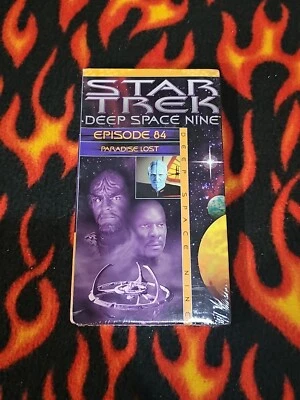 STAR
TREK
DEEP SPACE NINE
EPISODE 84
PARADISE LOST
DEEP SPACE NINE